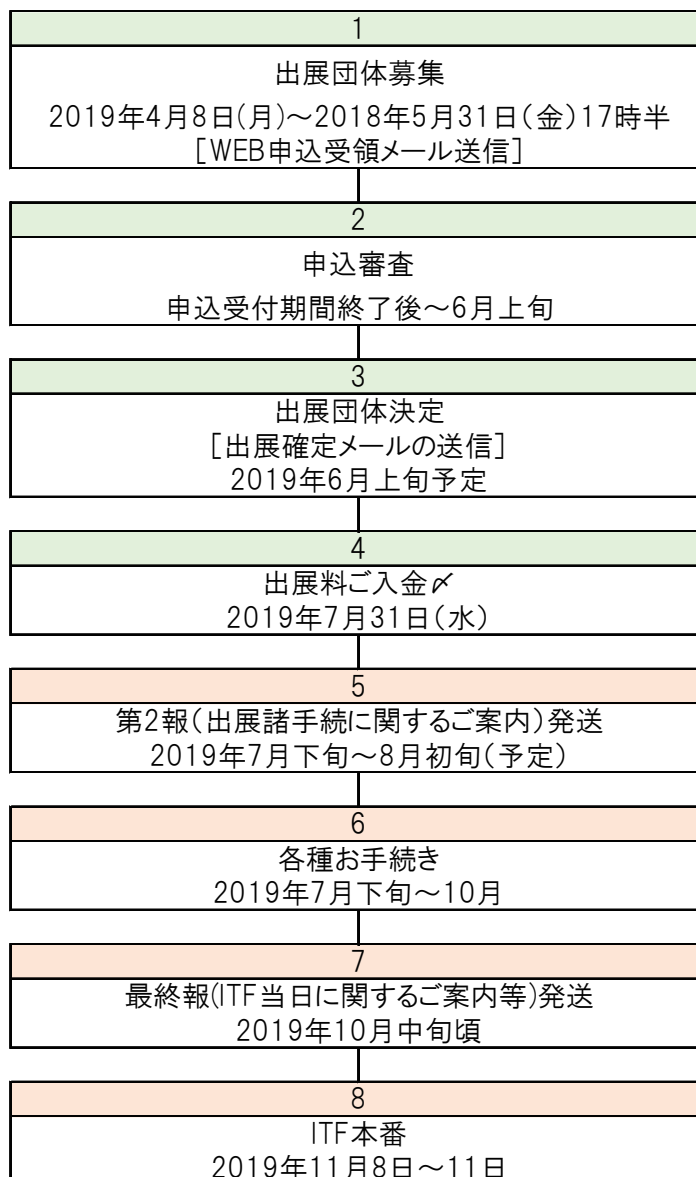 1
出展団体募集
2019年4月8日(月)～2018年5月31日(金)17時半
[WEB申込受領メール送信]
2
申込審査
申込受付期間終了後～6月上旬
3
出展団体決定
[出展確定メールの送信]
2019年6月上旬予定
4
出展料ご入金〆
2019年7月31日(水)
5
第2報(出展諸手続に関するご案内)発送
2019年7月下旬～8月初旬(予定)
6
各種お手続き
2019年7月下旬～10月
7
最終報(ITF当日に関するご案内等)発送
2019年10月中旬頃
8
ITF本番
2019年11月8日～11日